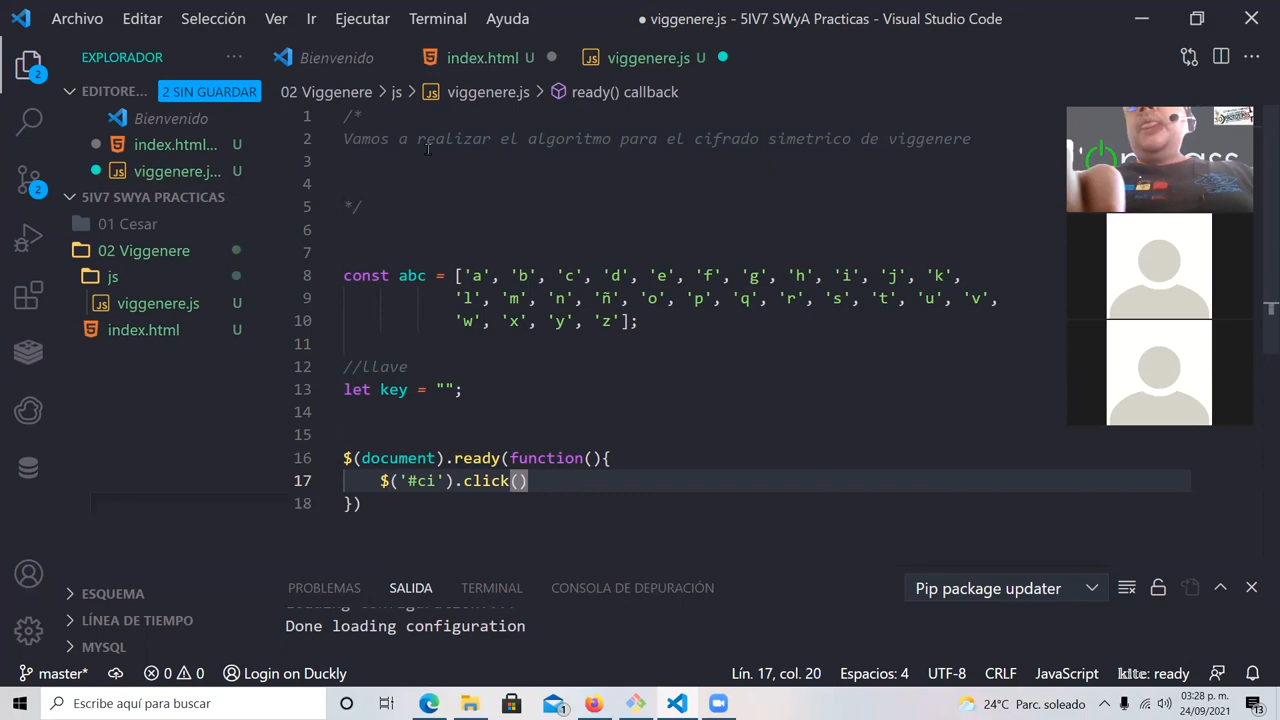 Archivo Editar Selección Ver Ir Ejecutar Terminal Ayuda ● viggenere.js - 5IV7 SWyA Practicas - Visual Studio Code
EXPLORADOR ... Bienvenido index.html U viggenere.js U
EDITORE... 2 SIN GUARDAR 02 Viggenere > js > viggenere.js > ready() callback
Bienvenido
index.html... U
viggenere.j... U
5IV7 SWYA PRACTICAS
01 Cesar
02 Viggenere
js
viggenere.js U
index.html U
2
2
1 /*
2 Vamos a realizar el algoritmo para el cifrado simetrico de viggenere
3
4
5 */
6
7
8 const abc = ['a', 'b', 'c', 'd', 'e', 'f', 'g', 'h', 'i', 'j', 'k',
9 'l', 'm', 'n', 'ñ', 'o', 'p', 'q', 'r', 's', 't', 'u', 'v',
10 'w', 'x', 'y', 'z'];
11
12 //llave
13 let key = "";
14
15
16 $(document).ready(function(){
17 $('#ci').click()
18 })
ESQUEMA
LÍNEA DE TIEMPO
MYSQL
PROBLEMAS SALIDA TERMINAL CONSOLA DE DEPURACIÓN Pip package updater
Done loading configuration
master* 0 0 Login on Duckly Lín. 17, col. 20 Espacios: 4 UTF-8 CRLF JavaScript kite: ready
Escribe aquí para buscar 1 24°C Parc. soleado 03:28 p. m.
24/09/2021 13